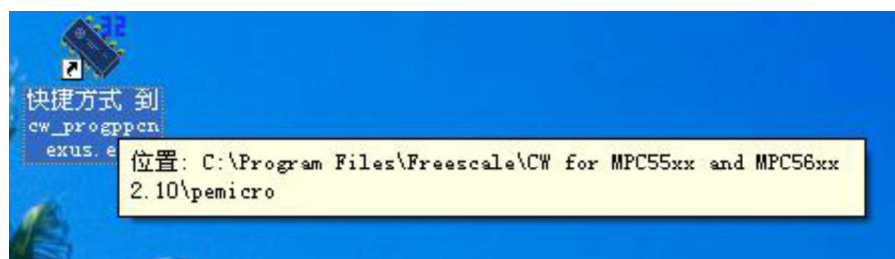 32
快捷方式 到
cw_progppcn
exus.e
位置: C:\Program Files\Freescale\CW for MPC55xx and MPC56xx
2.10\pemicro